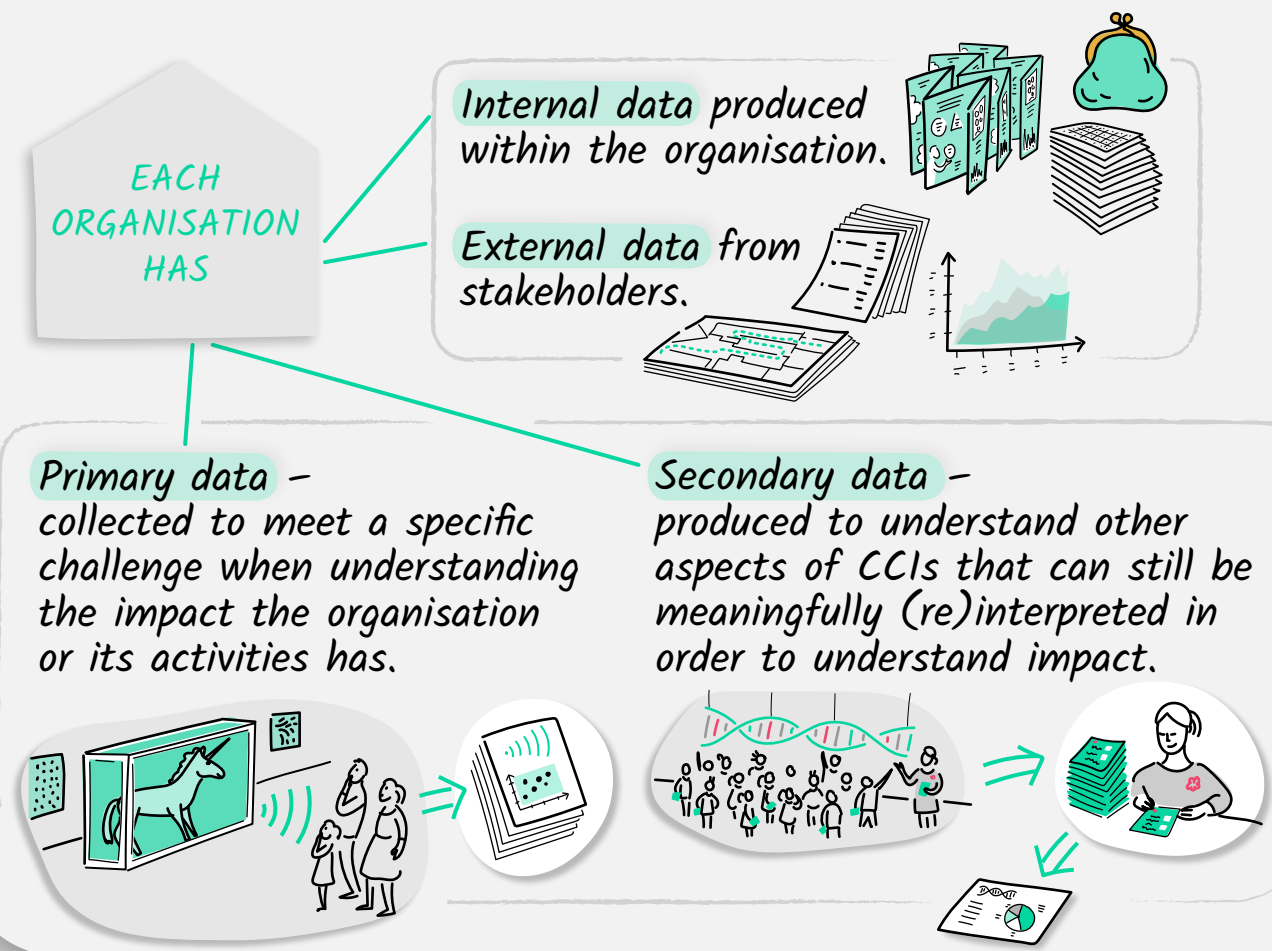 EACH
ORGANISATION
HAS
Internal data produced
within the organisation.
External data from
stakeholders.
Primary data –
collected to meet a specific
challenge when understanding
the impact the organisation
or its activities has.
Secondary data –
produced to understand other
aspects of CCIs that can still be
meaningfully (re)interpreted in
order to understand impact.